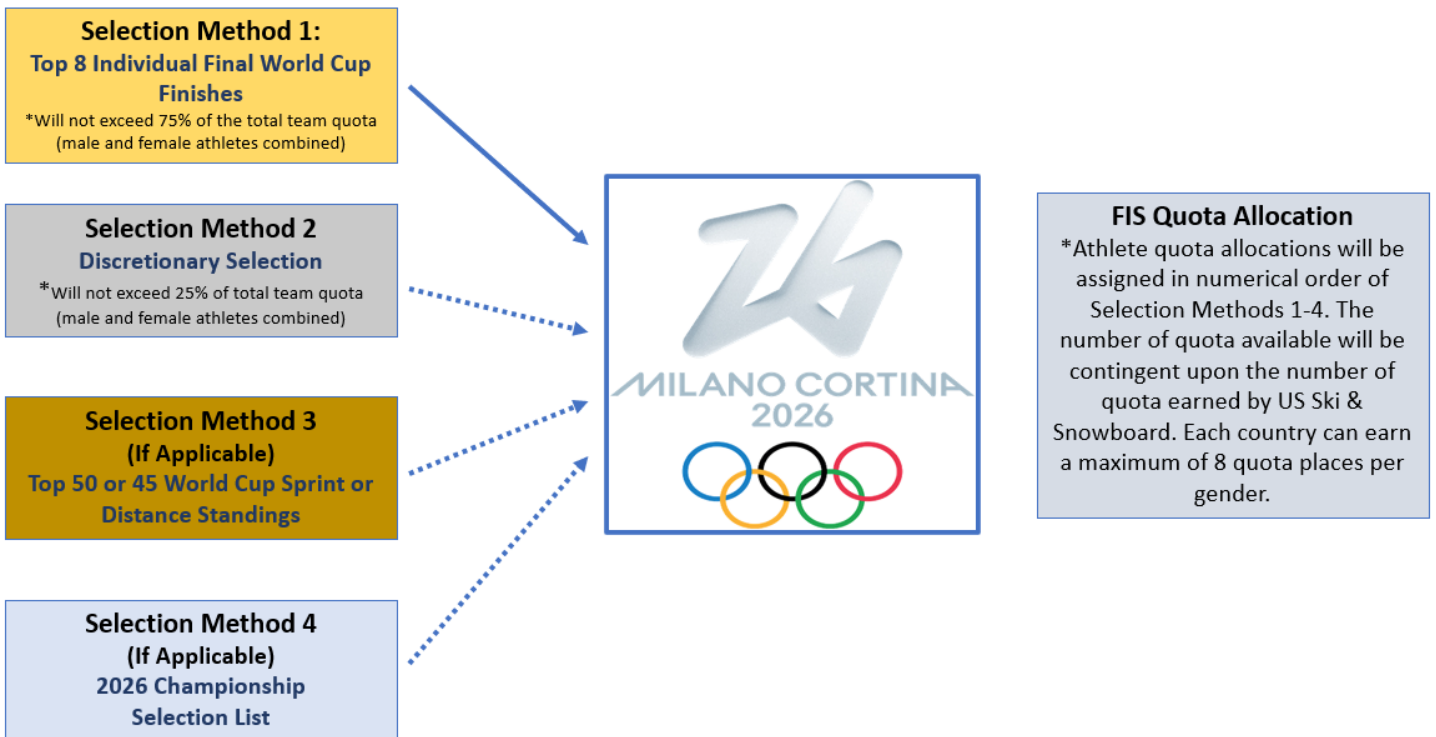 Selection Method 1:
Top 8 Individual Final World Cup
Finishes
*Will not exceed 75% of the total team quota
(male and female athletes combined)
Selection Method 2
Discretionary Selection
*Will not exceed 25% of total team quota
(male and female athletes combined)
Selection Method 3
(If Applicable)
Top 50 or 45 World Cup Sprint or
Distance Standings
Selection Method 4
(If Applicable)
2026 Championship
Selection List
26
MILANO CORTINA
2026
FIS Quota Allocation
*Athlete quota allocations will be
assigned in numerical order of
Selection Methods 1-4. The
number of quota available will be
contingent upon the number of
quota earned by US Ski &
Snowboard. Each country can earn
a maximum of 8 quota places per
gender.